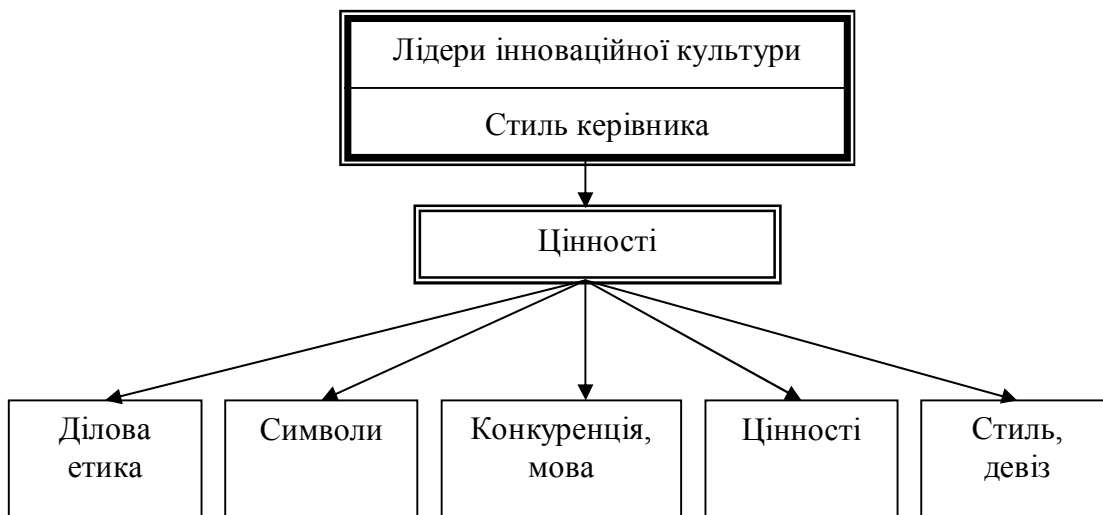 Лідери інноваційної культури
Стиль керівника
Цінності
Ділова
етика
Символи
Конкуренція,
мова
Цінності
Стиль,
девіз